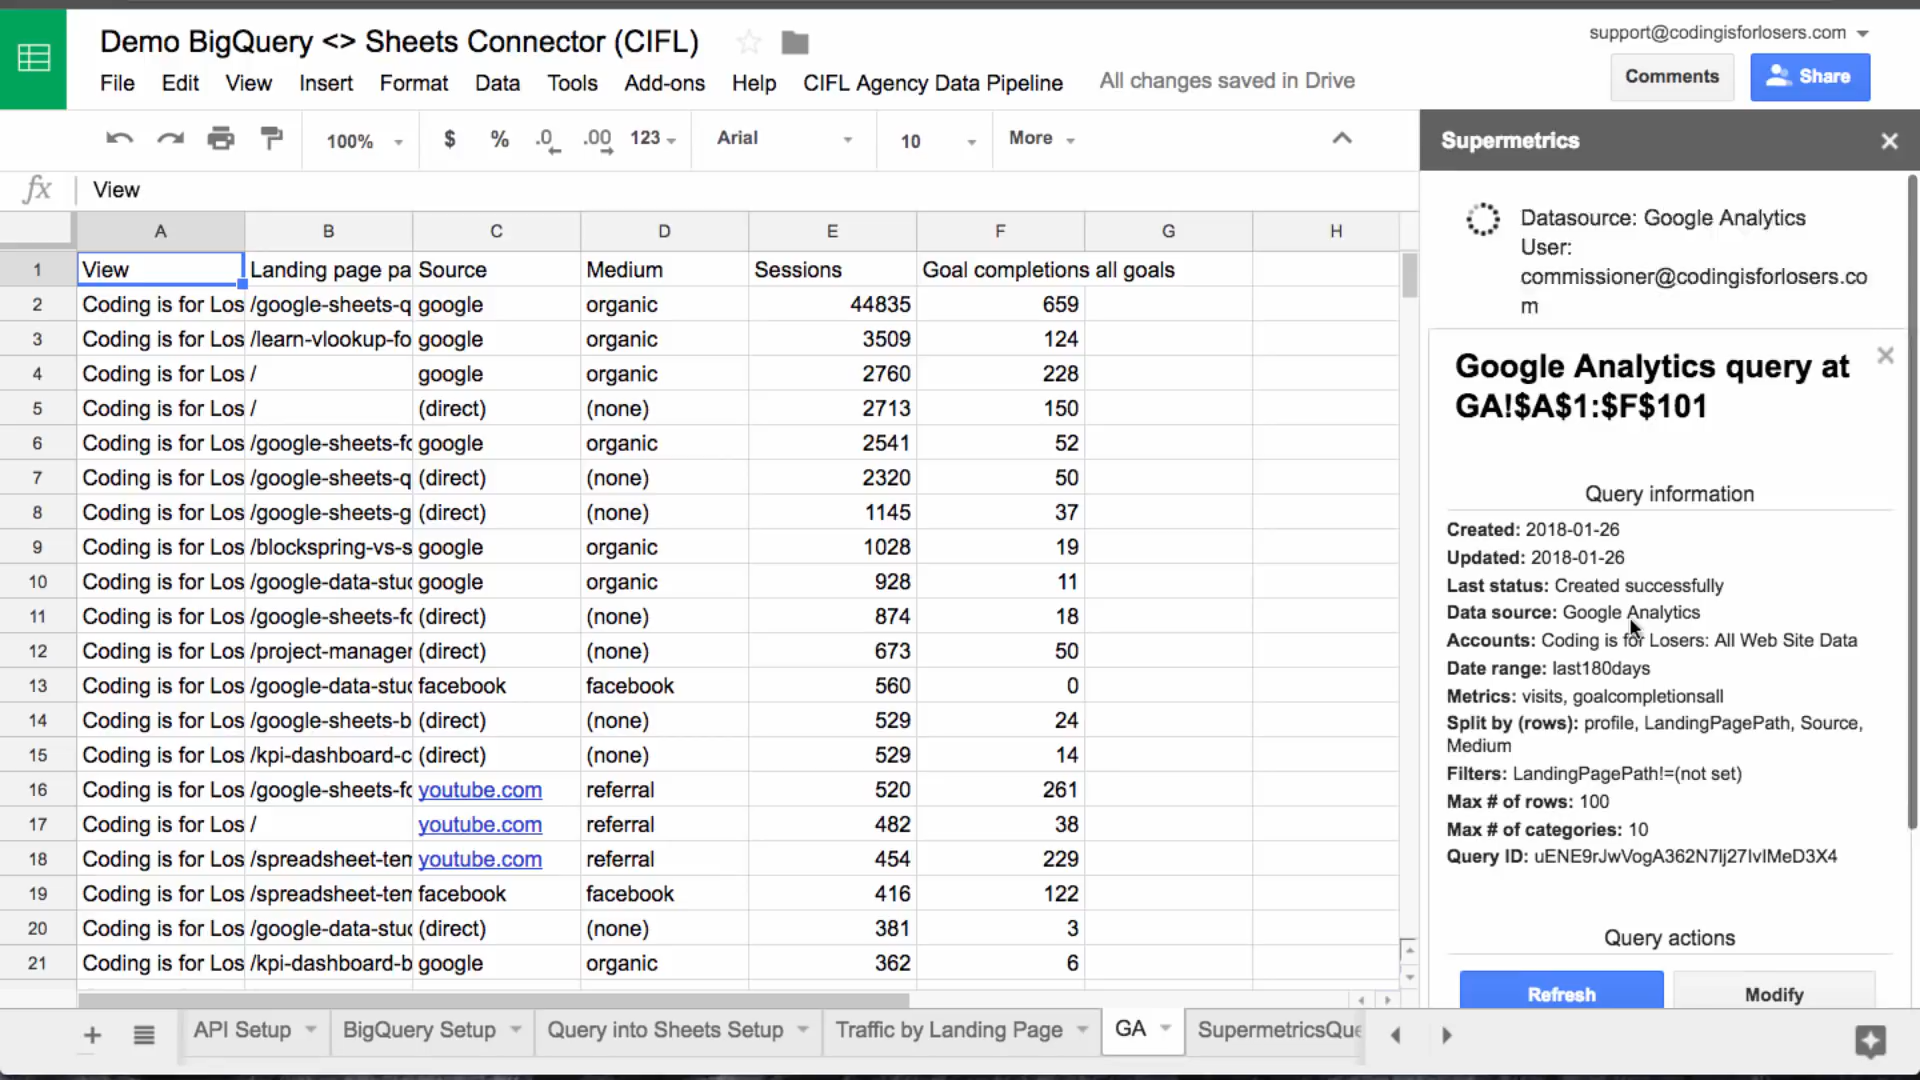 Demo BigQuery <> Sheets Connector (CIFL)
support@codingisforlosers.com
File Edit View Insert Format Data Tools Add-ons Help CIFL Agency Data Pipeline All changes saved in Drive
Comments Share
100% $ % .0 .00 123 Arial 10 More
fx View
A B C D E F G H
1 View Landing page pa Source Medium Sessions Goal completions all goals
2 Coding is for Los /google-sheets-q google organic 44835 659
3 Coding is for Los /learn-vlookup-fo google organic 3509 124
4 Coding is for Los / google organic 2760 228
5 Coding is for Los / (direct) (none) 2713 150
6 Coding is for Los /google-sheets-fo google organic 2541 52
7 Coding is for Los /google-sheets-q (direct) (none) 2320 50
8 Coding is for Los /google-sheets-g (direct) (none) 1145 37
9 Coding is for Los /blockspring-vs-s google organic 1028 19
10 Coding is for Los /google-data-stud google organic 928 11
11 Coding is for Los /google-sheets-fo (direct) (none) 874 18
12 Coding is for Los /project-manager (direct) (none) 673 50
13 Coding is for Los /google-data-stud facebook facebook 560 0
14 Coding is for Los /google-sheets-b (direct) (none) 529 24
15 Coding is for Los /kpi-dashboard-c (direct) (none) 529 14
16 Coding is for Los /google-sheets-fo youtube.com referral 520 261
17 Coding is for Los / youtube.com referral 482 38
18 Coding is for Los /spreadsheet-tem youtube.com referral 454 229
19 Coding is for Los /spreadsheet-tem facebook facebook 416 122
20 Coding is for Los /google-data-stud (direct) (none) 381 3
21 Coding is for Los /kpi-dashboard-b google organic 362 6
API Setup BigQuery Setup Query into Sheets Setup Traffic by Landing Page GA SupermetricsQue
Supermetrics
Datasource: Google Analytics
User:
commissioner@codingisforlosers.co
m
Google Analytics query at
GA!$A$1:$F$101
Query information
Created: 2018-01-26
Updated: 2018-01-26
Last status: Created successfully
Data source: Google Analytics
Accounts: Coding is for Losers: All Web Site Data
Date range: last180days
Metrics: visits, goalcompletionsall
Split by (rows): profile, LandingPagePath, Source,
Medium
Filters: LandingPagePath!=(not set)
Max # of rows: 100
Max # of categories: 10
Query ID: uENE9rJwVogA362N7lj27IvIMeD3X4
Query actions
Refresh Modify